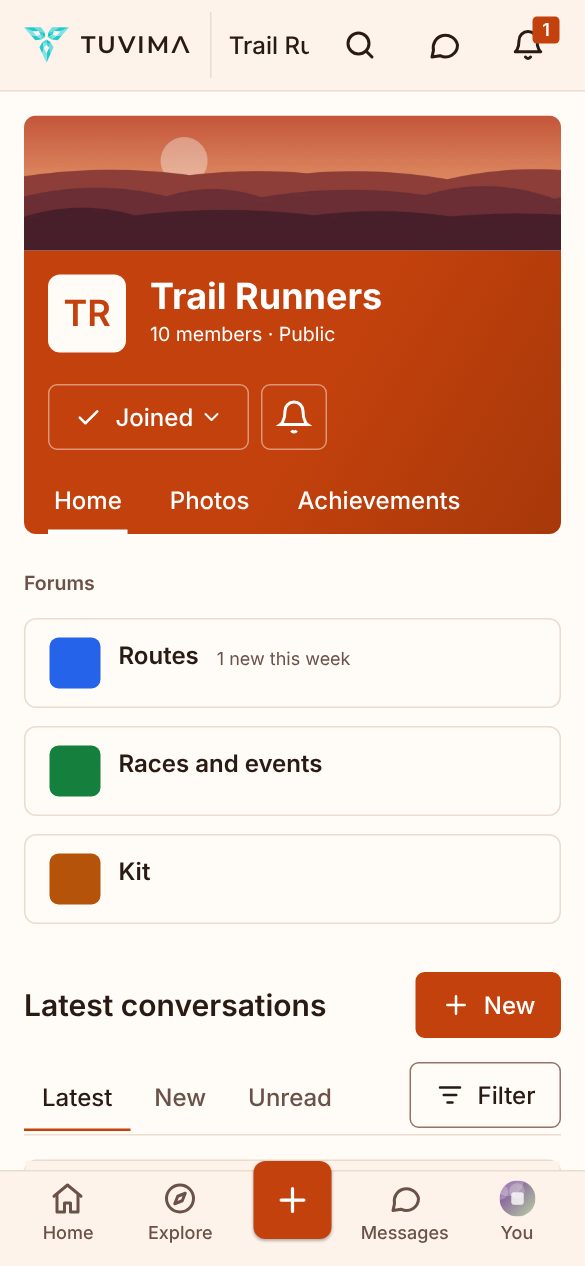 TUVIMA
Trail Ru
1
TR
Trail Runners
10 members · Public
Joined
Home Photos Achievements
Forums
Routes 1 new this week
Races and events
Kit
Latest conversations
New
Latest New Unread
Filter
Home Explore Messages You